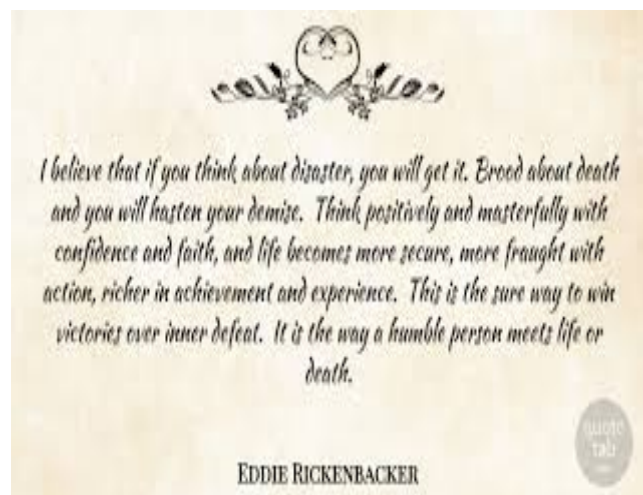 I believe that if you think about disaster, you will get it. Brood about death
and you will hasten your demise. Think positively and masterfully with
confidence and faith, and life becomes more secure, more fraught with
action, richer in achievement and experience. This is the sure way to win
victories over inner defeat. It is the way a humble person meets life or
death.
EDDIE RICKENBACKER
quote
tab